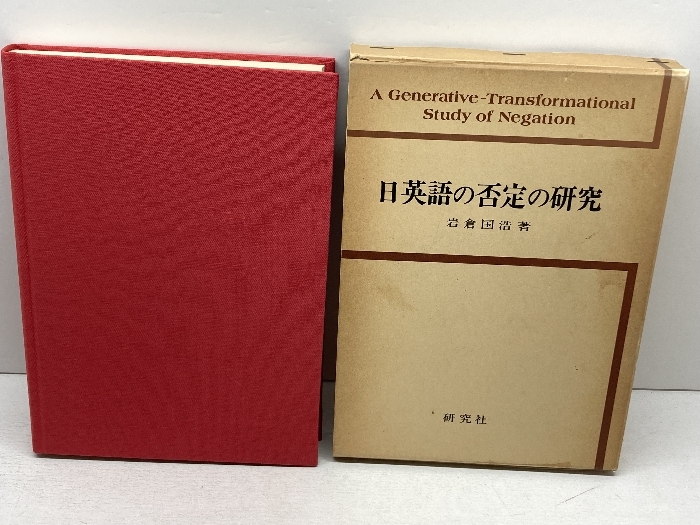 A Generative-Transformational
Study of Negation
日英語の否定の研究
岩倉国浩著
研究社